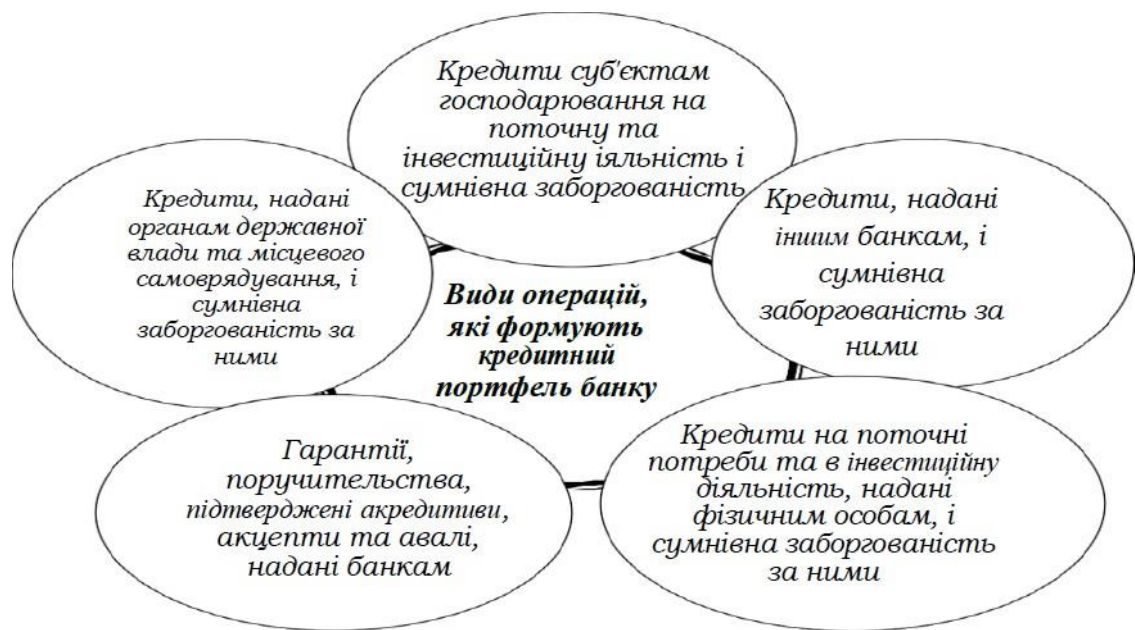 Кредити суб'єктам
господарювання на
поточну та
інвестиційну іяльність і
сумнівна заборгованість
Кредити, надані
органам державної
влади та місцевого
самоврядування, і
сумнівна
заборгованість за
ними
Кредити, надані
іншим банкам, і
сумнівна
заборгованість за
ними
Види операцій,
які формують
кредитний
портфель банку
Гарантії,
поручительства,
підтверджені акредитиви,
акцепти та авалі,
надані банкам
Кредити на поточні
потреби та в інвестиційну
діяльність, надані
фізичним особам, і
сумнівна заборгованість
за ними